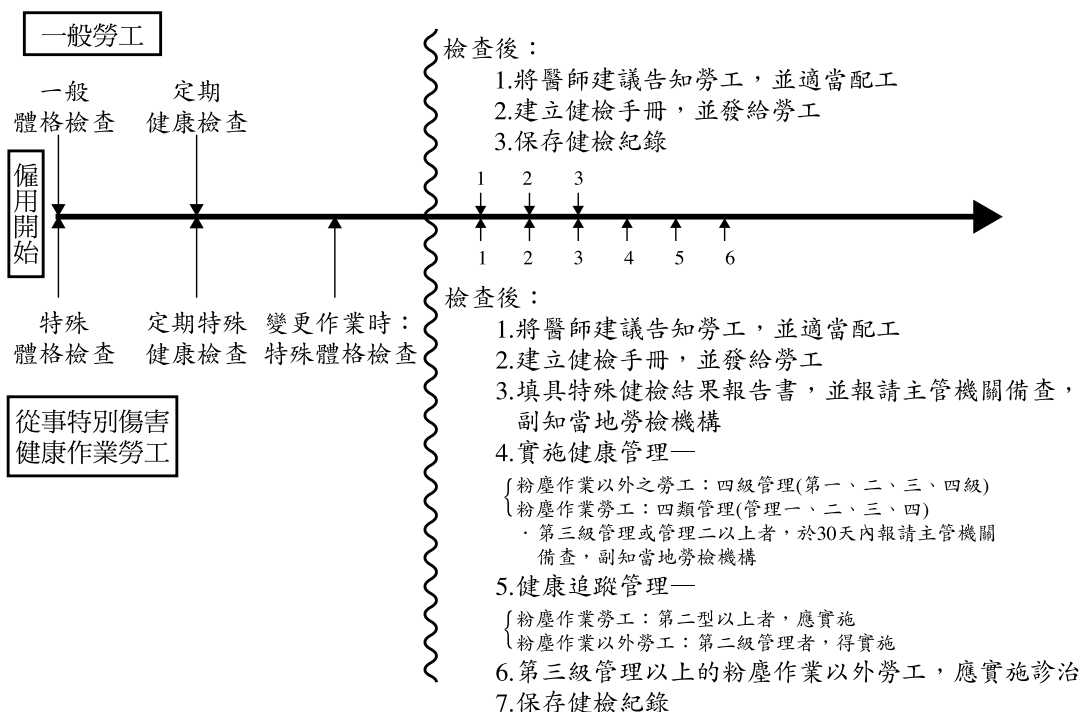 一般勞工
一般
體格檢查
定期
健康檢查
檢查後：
1.將醫師建議告知勞工，並適當配工
2.建立健檢手冊，並發給勞工
3.保存健檢紀錄
僱用開始
1 2 3
1 2 3 4 5 6
特殊
體格檢查
定期特殊
健康檢查
變更作業時：
特殊體格檢查
從事特別傷害
健康作業勞工
檢查後：
1.將醫師建議告知勞工，並適當配工
2.建立健檢手冊，並發給勞工
3.填具特殊健檢結果報告書，並報請主管機關備查，
副知當地勞檢機構
4.實施健康管理—
粉塵作業以外之勞工：四級管理(第一、二、三、四級)
粉塵作業勞工：四類管理(管理一、二、三、四)
．第三級管理或管理二以上者，於30天內報請主管機關
備查，副知當地勞檢機構
5.健康追蹤管理—
粉塵作業勞工：第二型以上者，應實施
粉塵作業以外勞工：第二級管理者，得實施
6.第三級管理以上的粉塵作業以外勞工，應實施診治
7.保存健檢紀錄